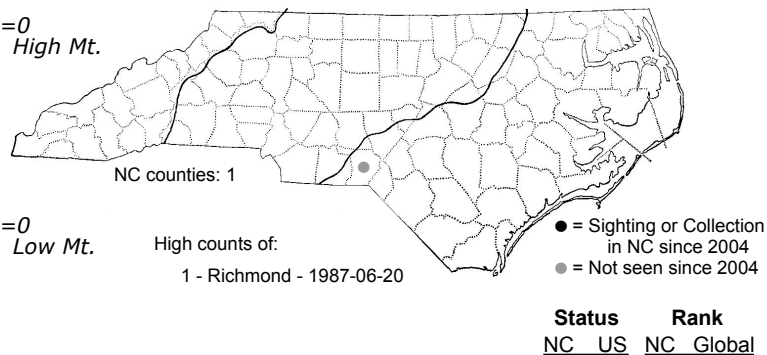 =0
High Mt.
NC counties: 1
=0
Low Mt.
High counts of:
1 - Richmond - 1987-06-20
● = Sighting or Collection
in NC since 2004
● = Not seen since 2004
Status Rank
NC US NC Global